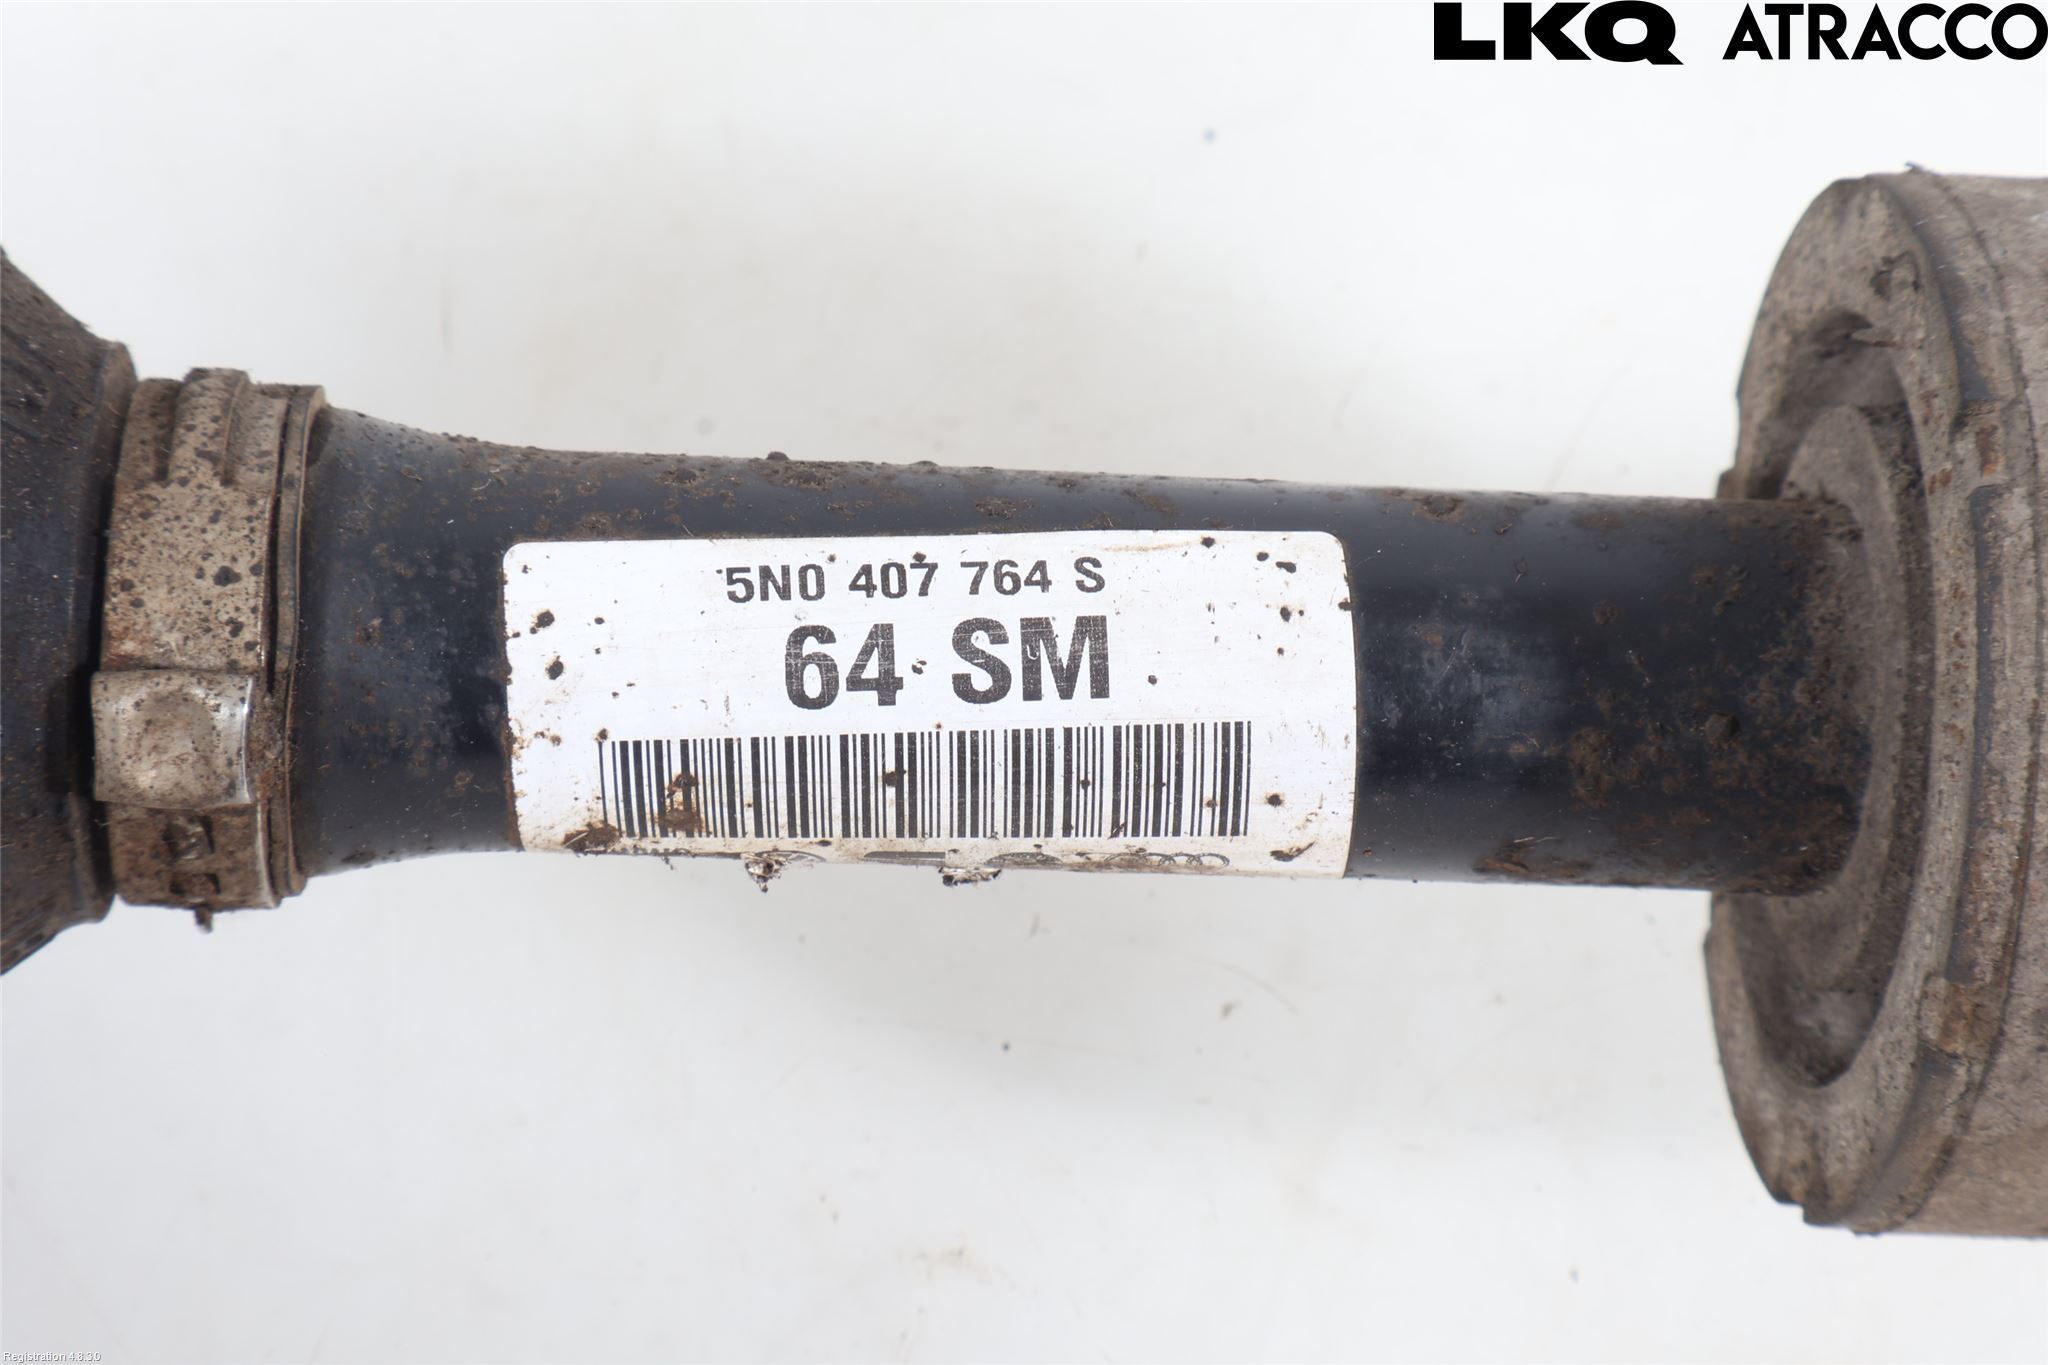 LKQ ATRACCO
5N0 407 764 S
64 SM
Registration 4.8.3.0